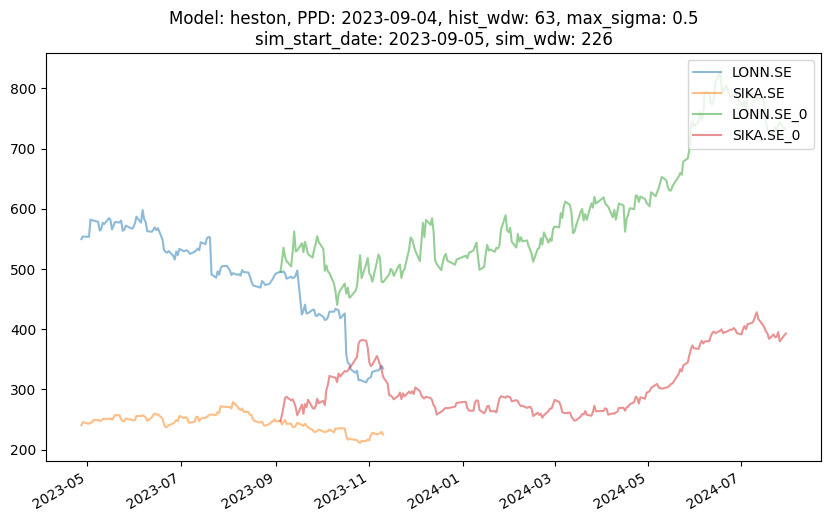 Model: heston, PPD: 2023-09-04, hist_wdw: 63, max_sigma: 0.5
sim_start_date: 2023-09-05, sim_wdw: 226
LONN.SE
SIKA.SE
LONN.SE_0
SIKA.SE_0
800
700
600
500
400
300
200
2023-05
2023-07
2023-09
2023-11
2024-01
2024-03
2024-05
2024-07